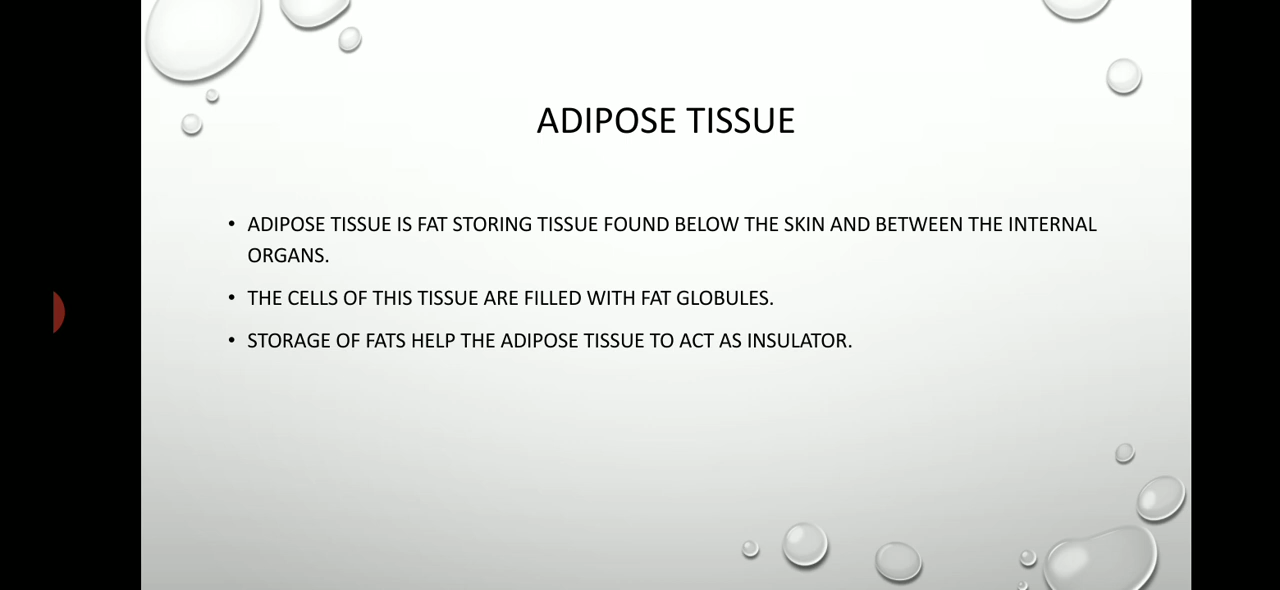 ADIPOSE TISSUE
• ADIPOSE TISSUE IS FAT STORING TISSUE FOUND BELOW THE SKIN AND BETWEEN THE INTERNAL
ORGANS.
• THE CELLS OF THIS TISSUE ARE FILLED WITH FAT GLOBULES.
• STORAGE OF FATS HELP THE ADIPOSE TISSUE TO ACT AS INSULATOR.